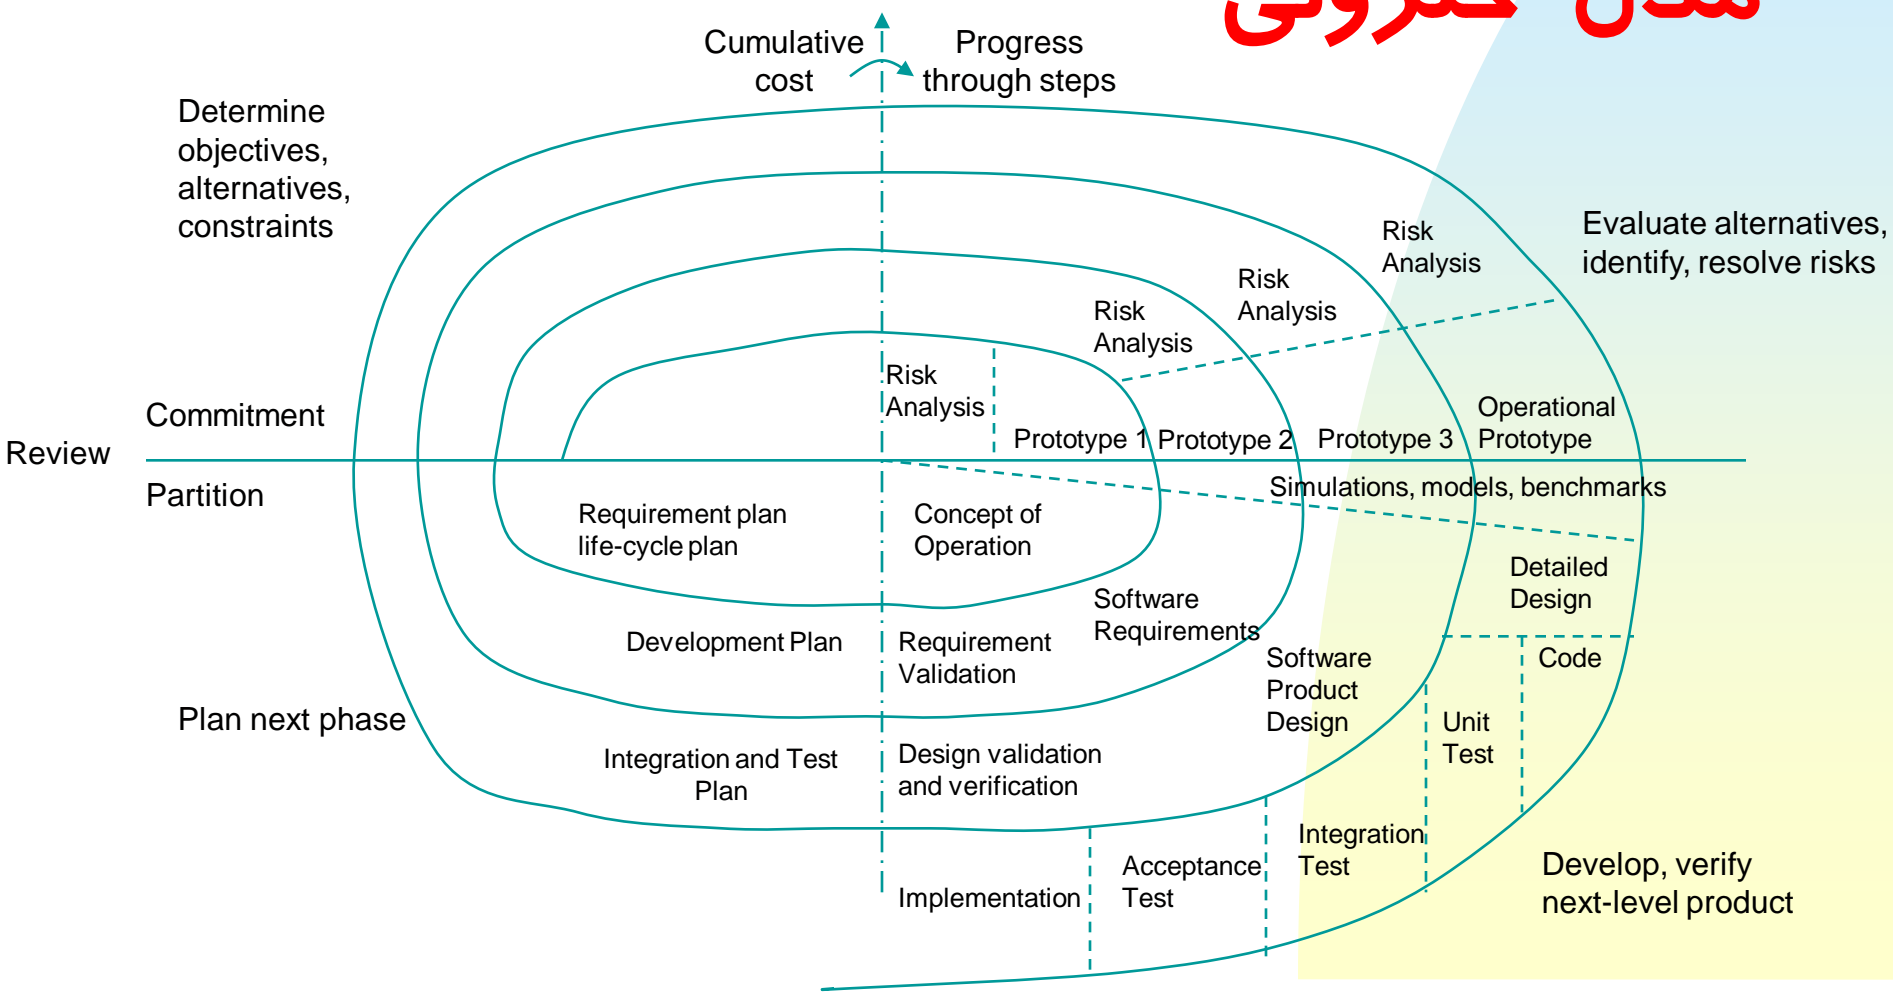 مدل حلزونی
Cumulative
cost
Progress
through steps
Determine
objectives,
alternatives,
constraints
Evaluate alternatives,
identify, resolve risks
Risk
Analysis
Risk
Analysis
Risk
Analysis
Risk
Analysis
Commitment
Review
Partition
Prototype 1
Prototype 2
Prototype 3
Operational
Prototype
Simulations, models, benchmarks
Requirement plan
life-cycle plan
Concept of
Operation
Detailed
Design
Software
Requirements
Development Plan
Requirement
Validation
Software
Product
Design
Code
Plan next phase
Unit
Test
Integration and Test
Plan
Design validation
and verification
Integration
Test
Acceptance
Test
Implementation
Develop, verify
next-level product